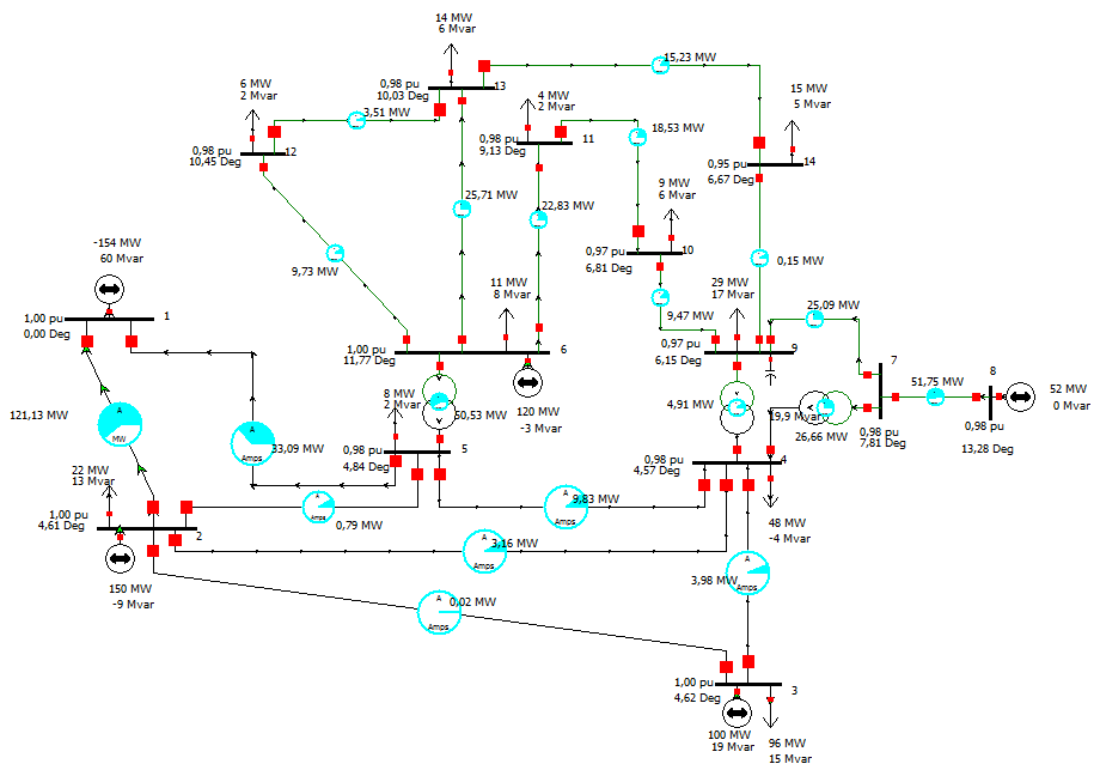 14 MW
6 Mvar
15,23 MW
0,98 pu
13
10,03 Deg
6 MW
2 Mvar
3,51 MW
4 MW
2 Mvar
15 MW
5 Mvar
18,53 MW
0,98 pu
12
10,45 Deg
0,98 pu
11
9,13 Deg
14
0,95 pu
6,67 Deg
9 MW
6 Mvar
25,71 MW
22,83 MW
10
0,97 pu
6,81 Deg
0,15 MW
9,73 MW
-154 MW
60 Mvar
11 MW
8 Mvar
29 MW
17 Mvar
9,47 MW
25,09 MW
1,00 pu
1
0,00 Deg
1,00 pu
6
11,77 Deg
0,97 pu
9
6,15 Deg
7
8
51,75 MW
52 MW
0 Mvar
120 MW
-3 Mvar
8 MW
2 Mvar
50,53 MW
4,91 MW
19,9 Mvar
26,66 MW
0,98 pu
7,81 Deg
0,98 pu
13,28 Deg
121,13 MW
A
MW
A
33,09 MW
Amps
0,98 pu
5
4,84 Deg
0,98 pu
4
4,57 Deg
22 MW
13 Mvar
1,00 pu
2
4,61 Deg
A
Amps
0,79 MW
A
9,83 MW
Amps
48 MW
-4 Mvar
A
3,16 MW
Amps
A
3,98 MW
Amps
150 MW
-9 Mvar
A
0,02 MW
Amps
1,00 pu
3
4,62 Deg
100 MW
19 Mvar
96 MW
15 Mvar